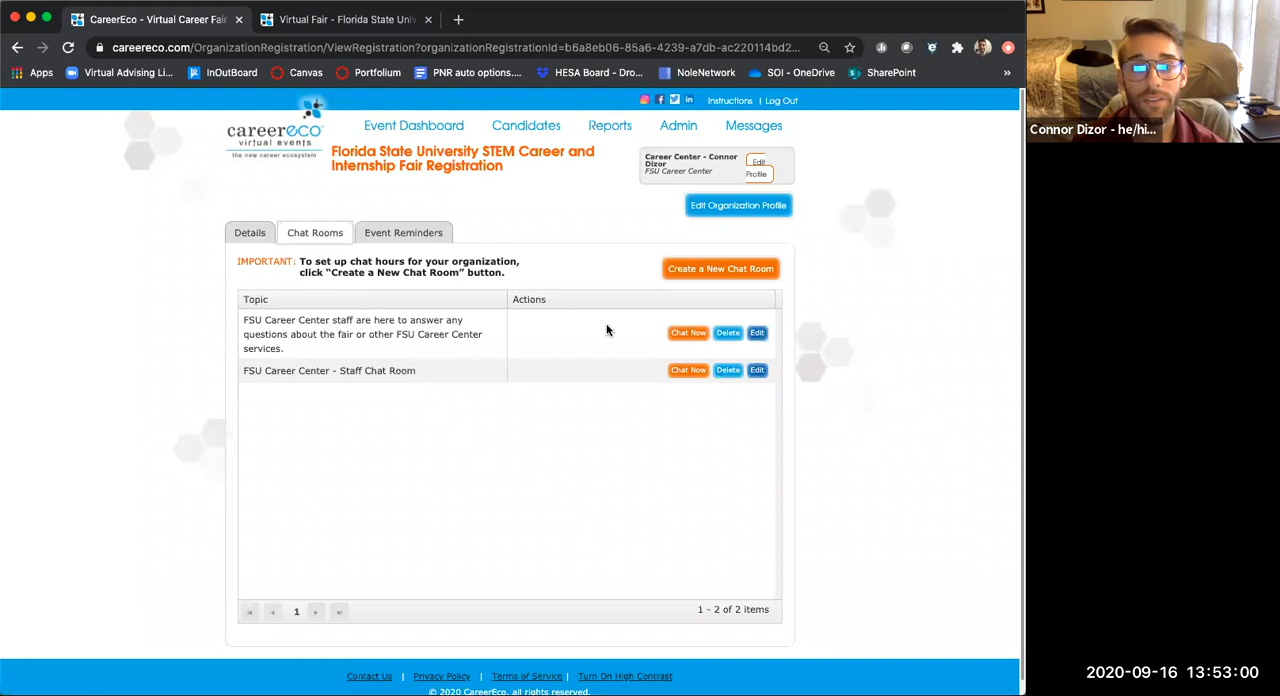 CareerEco - Virtual Career Fair
Virtual Fair - Florida State Univ
careereco.com/OrganizationRegistration/ViewRegistration?organizationRegistrationId=b6a8eb06-85a6-4239-a7db-ac220114bd2...
Apps
Virtual Advising Li...
InOutBoard
Canvas
Portfolium
PNR auto options....
HESA Board - Dro...
NoleNetwork
SOI - OneDrive
SharePoint
»
Instructions | Log Out
careereco
virtual events
the new career ecosystem
Event Dashboard
Candidates
Reports
Admin
Messages
Florida State University STEM Career and
Internship Fair Registration
Career Center - Connor
Dizor
FSU Career Center
Edit
Profile
Edit Organization Profile
Details
Chat Rooms
Event Reminders
IMPORTANT: To set up chat hours for your organization,
click “Create a New Chat Room” button.
Create a New Chat Room
Topic
Actions
FSU Career Center staff are here to answer any
questions about the fair or other FSU Career Center
services.
Chat Now
Delete
Edit
FSU Career Center - Staff Chat Room
Chat Now
Delete
Edit
1
1 - 2 of 2 items
Contact Us | Privacy Policy | Terms of Service | Turn On High Contrast
© 2020 CareerEco, all rights reserved.
Connor Dizor - he/hi...
2020-09-16 13:53:00